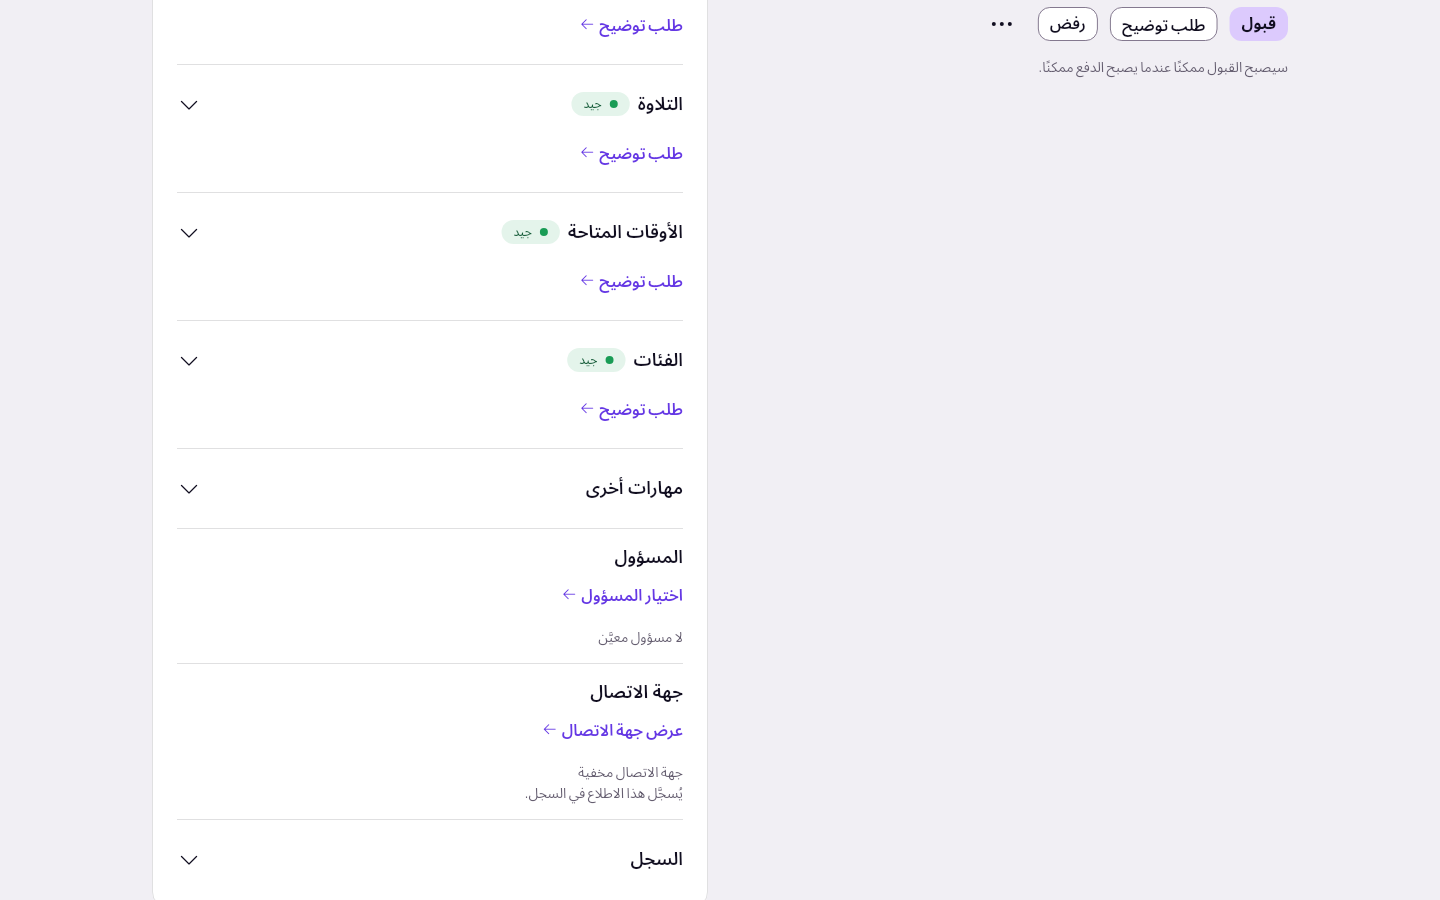 قبول
طلب توضيح
رفض
سيصبح القبول ممكنًا عندما يصبح الدفع ممكنًا.
طلب توضيح ←
التلاوة
جيد
طلب توضيح ←
الأوقات المتاحة
جيد
طلب توضيح ←
الفئات
جيد
طلب توضيح ←
مهارات أخرى
المسؤول
اختيار المسؤول ←
لا مسؤول معيَّن
جهة الاتصال
عرض جهة الاتصال ←
جهة الاتصال مخفية
يُسجَّل هذا الاطلاع في السجل.
السجل